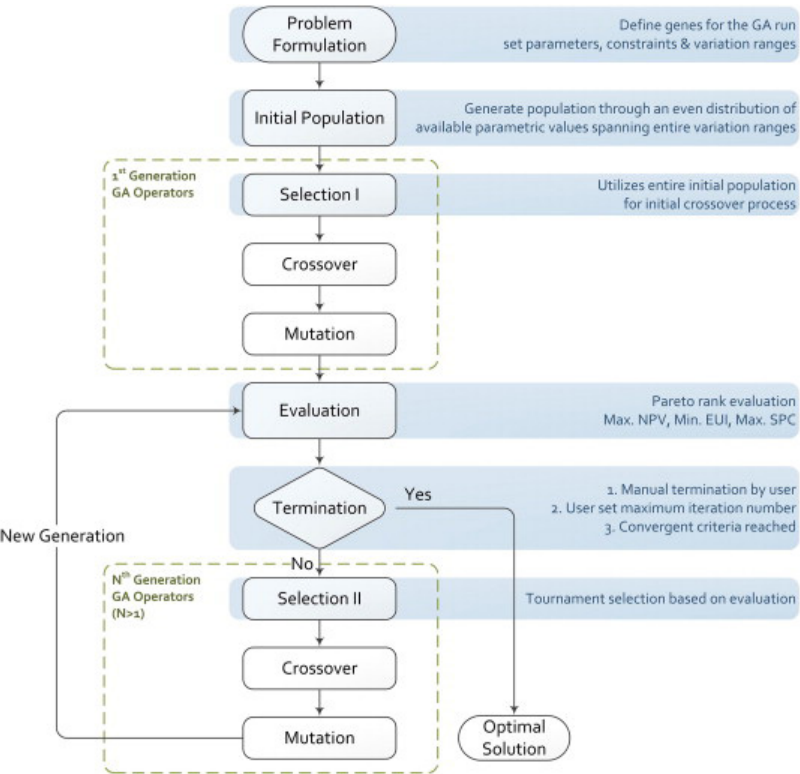 Problem
Formulation
Define genes for the GA run
set parameters, constraints & variation ranges
Initial Population
Generate population through an even distribution of
available parametric values spanning entire variation ranges
1st Generation
GA Operators
Selection I
Utilizes entire initial population
for initial crossover process
Crossover
Mutation
Evaluation
Pareto rank evaluation
Max. NPV, Min. EUI, Max. SPC
Termination
Yes
1. Manual termination by user
2. User set maximum iteration number
3. Convergent criteria reached
New Generation
No
Nth Generation
GA Operators
(N>1)
Selection II
Tournament selection based on evaluation
Crossover
Mutation
Optimal
Solution